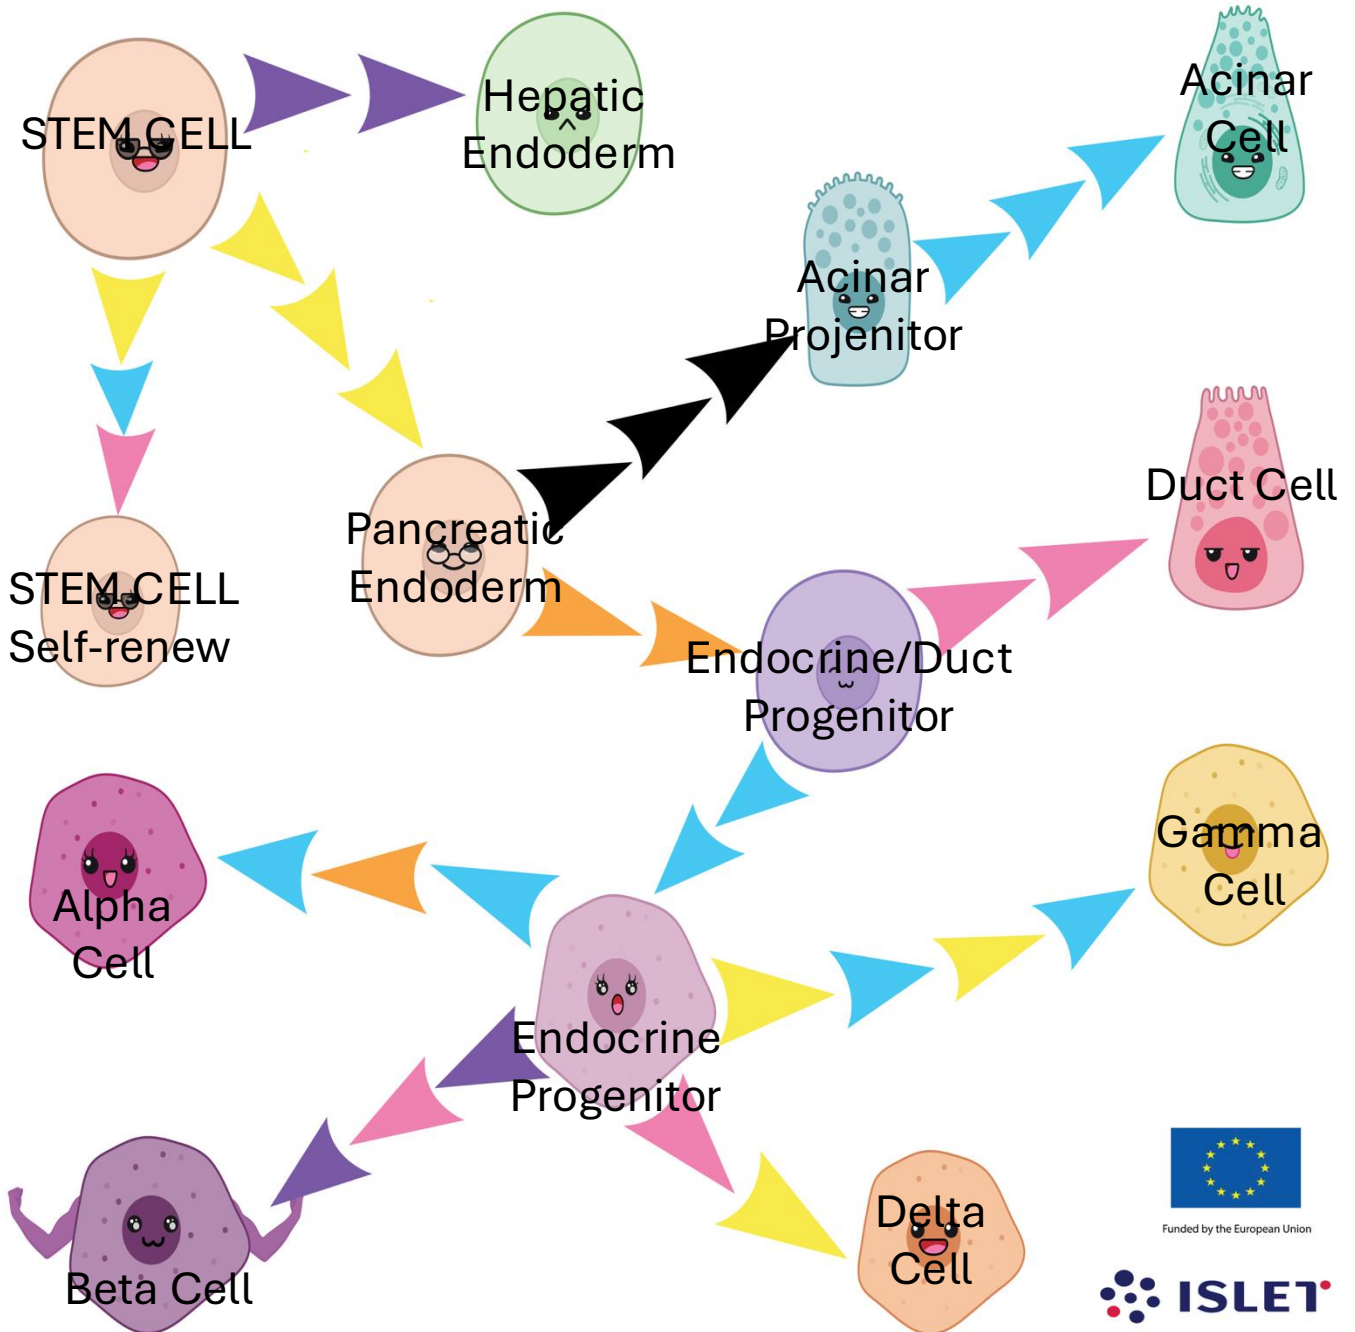 STEM CELL
Hepatic
Endoderm
Acinar
Cell
Acinar
Projenitor
Duct Cell
Pancreatic
Endoderm
STEM CELL
Self-renew
Endocrine/Duct
Progenitor
Alpha
Cell
Gamma
Cell
Endocrine
Progenitor
Beta Cell
Delta
Cell
Funded by the European Union
ISLET